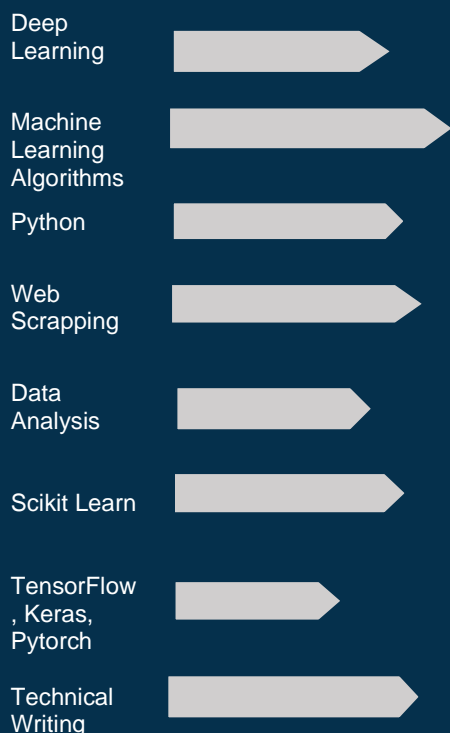 Deep
Learning
Machine
Learning
Algorithms
Python
Web
Scrapping
Data
Analysis
Scikit Learn
TensorFlow
, Keras,
Pytorch
Technical
Writing